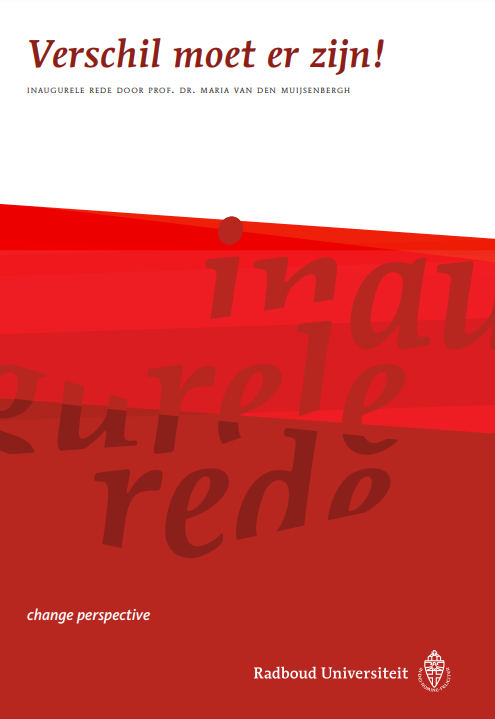 Verschil moet er zijn!
INAUGURELE REDE DOOR PROF. DR. MARIA VAN DEN MUIJSENBERGH
inau
gurele
rede
change perspective
Radboud Universiteit